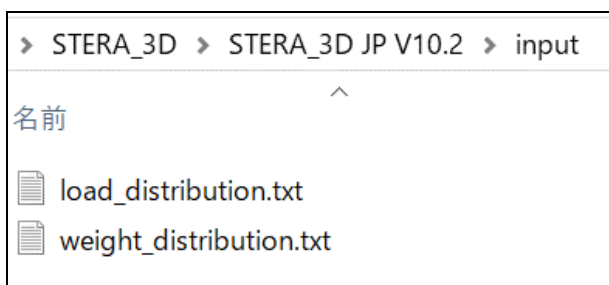 > STERA_3D > STERA_3D JP V10.2 > input
名前
load_distribution.txt
weight_distribution.txt